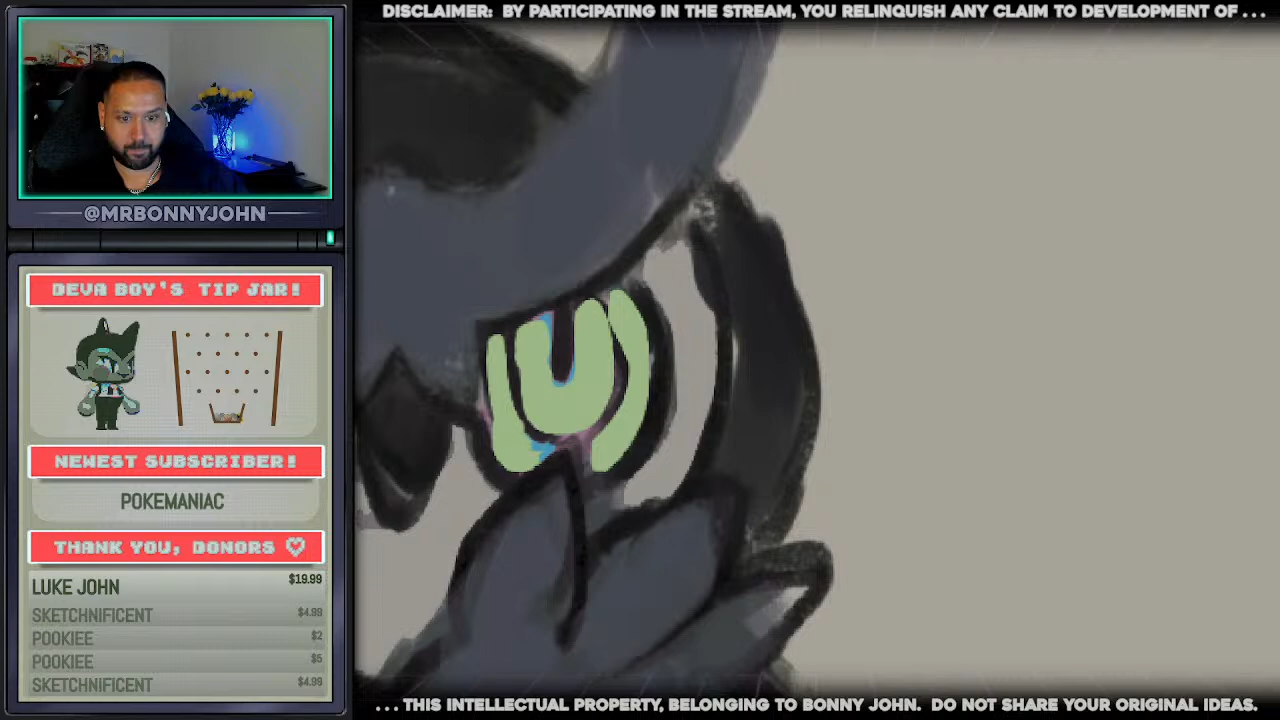 DISCLAIMER: BY PARTICIPATING IN THE STREAM, YOU RELINQUISH ANY CLAIM TO DEVELOPMENT OF . . .
@MRBONNYJOHN
DEVA BOY'S TIP JAR!
NEWEST SUBSCRIBER!
POKEMANIAC
THANK YOU, DONORS
LUKE JOHN $19.99
SKETCHNIFICENT $4.99
POOKIEE $2
POOKIEE $5
SKETCHNIFICENT $4.99
. . . THIS INTELLECTUAL PROPERTY, BELONGING TO BONNY JOHN. DO NOT SHARE YOUR ORIGINAL IDEAS.